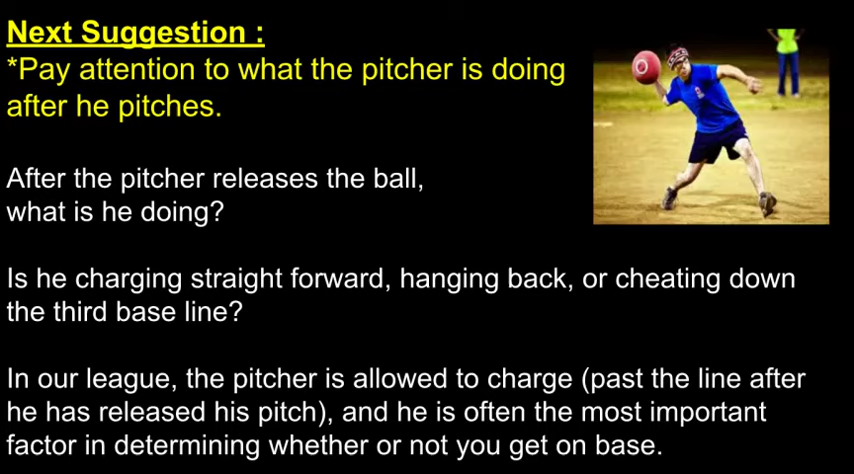 Next Suggestion :
*Pay attention to what the pitcher is doing
after he pitches.
After the pitcher releases the ball,
what is he doing?
Is he charging straight forward, hanging back, or cheating down
the third base line?
In our league, the pitcher is allowed to charge (past the line after
he has released his pitch), and he is often the most important
factor in determining whether or not you get on base.